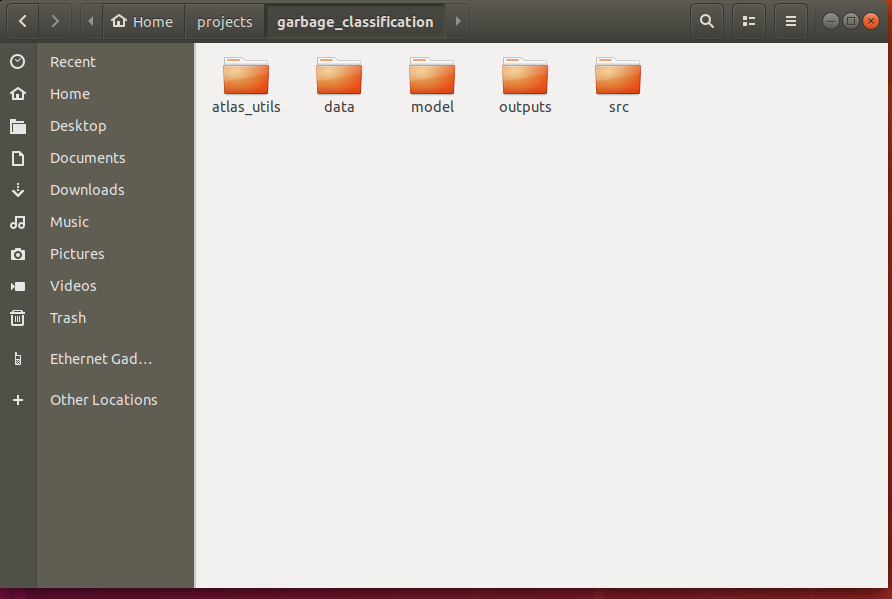 Home
projects
garbage_classification
Recent
Home
Desktop
Documents
Downloads
Music
Pictures
Videos
Trash
Ethernet Gad…
Other Locations
atlas_utils
data
model
outputs
src